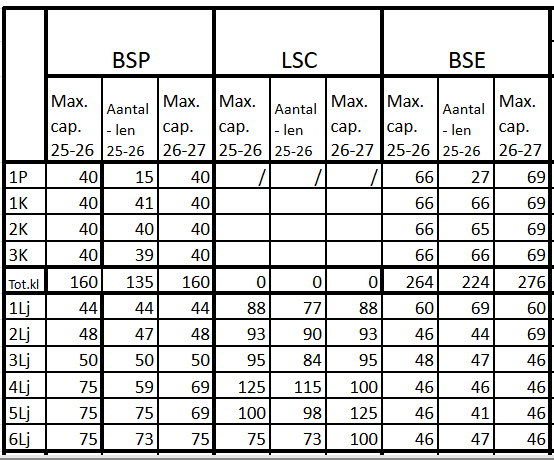 BSP LSC BSE
Max. cap. 25-26 Aantal - len 25-26 Max. cap. 26-27 Max. cap. 25-26 Aantal - len 25-26 Max. cap. 26-27 Max. cap. 25-26 Aantal - len 25-26 Max. cap. 26-27
1P 40 15 40 / / / 66 27 69
1K 40 41 40 66 66 69
2K 40 40 40 66 65 69
3K 40 39 40 66 66 69
Tot.kl 160 135 160 0 0 0 264 224 276
1Lj 44 44 44 88 77 88 60 69 60
2Lj 48 47 48 93 90 93 46 44 69
3Lj 50 50 50 95 84 95 48 47 46
4Lj 75 59 69 125 115 100 46 46 46
5Lj 75 75 69 100 98 125 46 41 46
6Lj 75 73 75 75 73 100 46 47 46